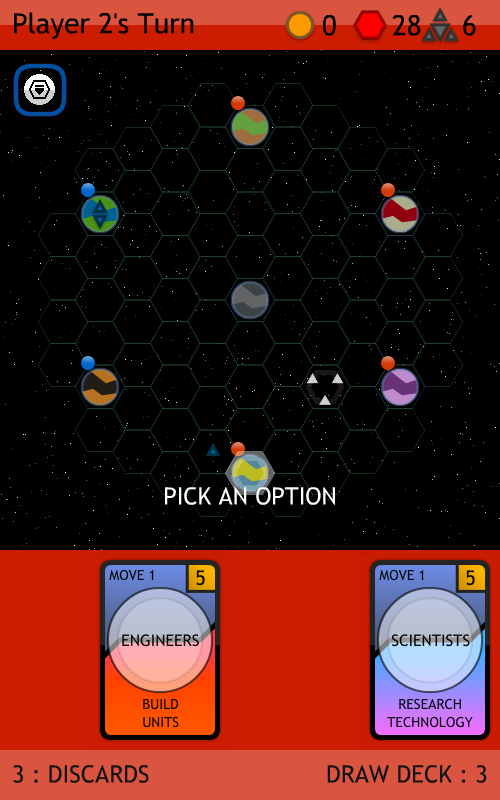 Player 2's Turn
0
28
6
PICK AN OPTION
MOVE 1
5
ENGINEERS
BUILD
UNITS
MOVE 1
5
SCIENTISTS
RESEARCH
TECHNOLOGY
3 : DISCARDS
DRAW DECK : 3